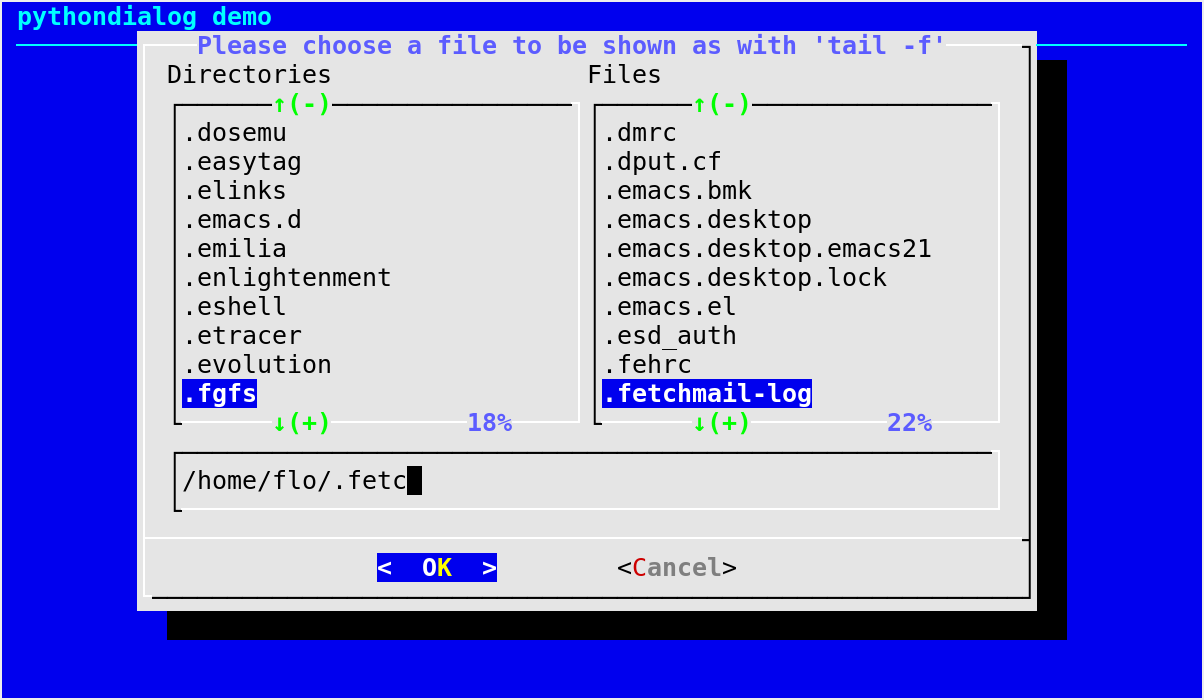 pythondialog demo
Please choose a file to be shown as with 'tail -f'
Directories
↑(-)
.dosemu
.easytag
.elinks
.emacs.d
.emilia
.enlightenment
.eshell
.etracer
.evolution
.fgfs
↓(+) 18%
Files
↑(-)
.dmrc
.dput.cf
.emacs.bmk
.emacs.desktop
.emacs.desktop.emacs21
.emacs.desktop.lock
.emacs.el
.esd_auth
.fehrc
.fetchmail-log
↓(+) 22%
/home/flo/.fetc
<  OK  > <Cancel>